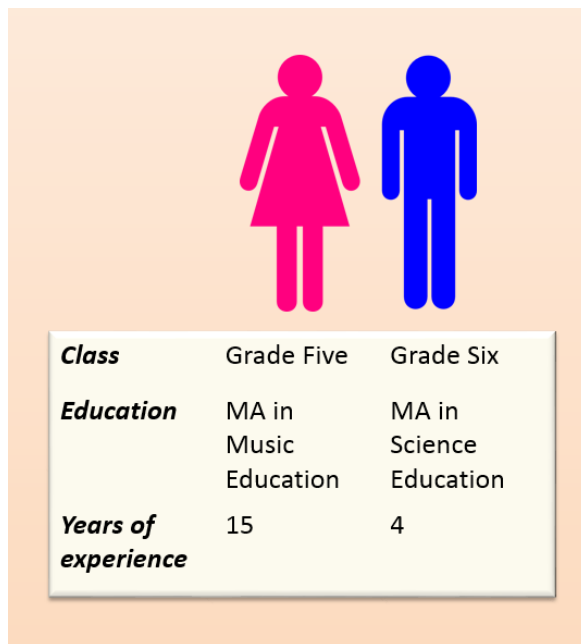 Class Grade Five Grade Six
Education MA in MA in
Music Science
Education Education
Years of 15 4
experience